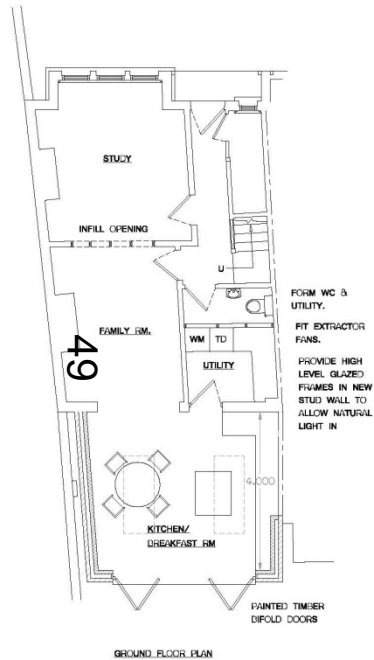 STUDY
INFILL OPENING
U
FORM WC &
UTILITY.
FIT EXTRACTOR
FANS.
PROVIDE HIGH
LEVEL GLAZED
FRAMES IN NEW
STUD WALL TO
ALLOW NATURAL
LIGHT IN
FAMILY RM.
49
WM
TD
UTILITY
4,000
KITCHEN/
BREAKFAST RM
PAINTED TIMBER
BIFOLD DOORS
GROUND FLOOR PLAN